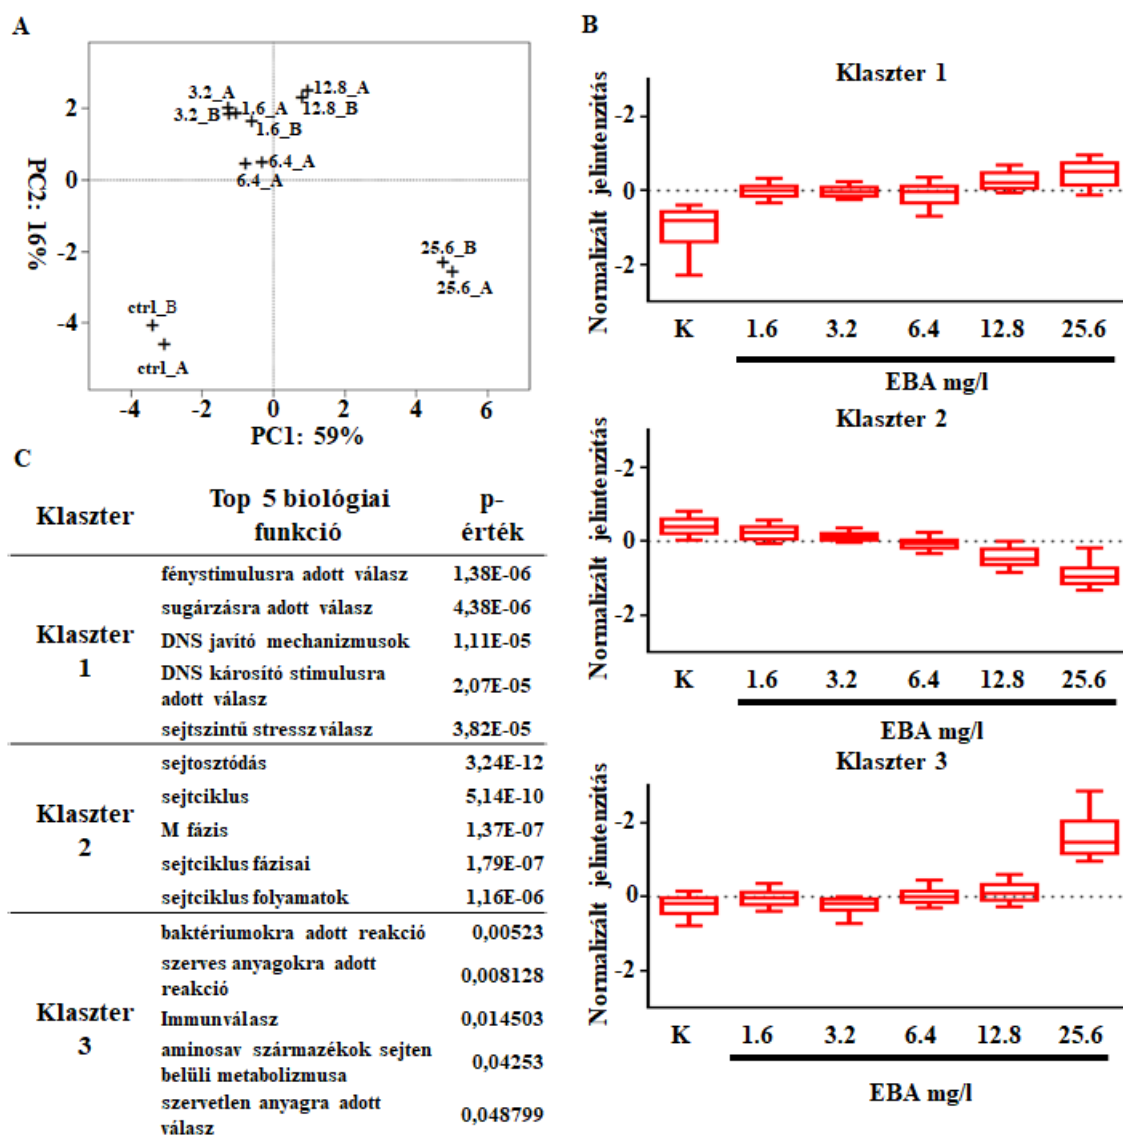 A
3.2_A
3.2_B
1.6_A
1.6_B
12.8_A
12.8_B
6.4_A
6.4_A
25.6_B
25.6_A
ctrl_B
ctrl_A
2
0
-2
-4
PC2: 16%
-4 -2 0 2 4 6
PC1: 59%
B
Klaszter 1
Normalizált jelintenzitás
-2
0
-2
K 1.6 3.2 6.4 12.8 25.6
EBA mg/l
Klaszter 2
Normalizált jelintenzitás
-2
0
-2
K 1.6 3.2 6.4 12.8 25.6
EBA mg/l
Klaszter 3
Normalizált jelintenzitás
-2
0
-2
K 1.6 3.2 6.4 12.8 25.6
EBA mg/l
C
Klaszter
Top 5 biológiai
funkció
p-
érték
Klaszter
1
fénystimulusra adott válasz 1,38E-06
sugárzásra adott válasz 4,38E-06
DNS javító mechanizmusok 1,11E-05
DNS károsító stimulusra
adott válasz 2,07E-05
sejtszintű stressz válasz 3,82E-05
Klaszter
2
sejtosztódás 3,24E-12
sejtciklus 5,14E-10
M fázis 1,37E-07
sejtciklus fázisai 1,79E-07
sejtciklus folyamatok 1,16E-06
Klaszter
3
baktériumokra adott reakció 0,00523
szerves anyagokra adott
reakció 0,008128
Immunválasz 0,014503
aminosav származékok sejten
belüli metabolizmusa 0,04253
szervetlen anyagra adott
válasz 0,048799